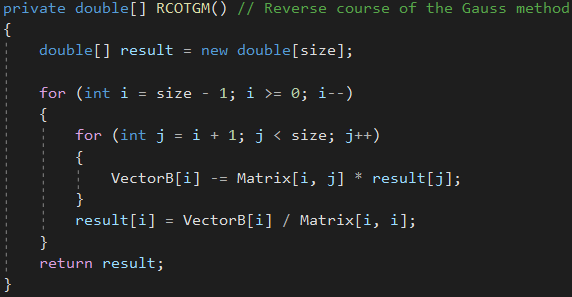 private double[] RCOTGM() // Reverse course of the Gauss method
{
    double[] result = new double[size];

    for (int i = size - 1; i >= 0; i--)
    {
        for (int j = i + 1; j < size; j++)
        {
            VectorB[i] -= Matrix[i, j] * result[j];
        }
        result[i] = VectorB[i] / Matrix[i, i];
    }
    return result;
}